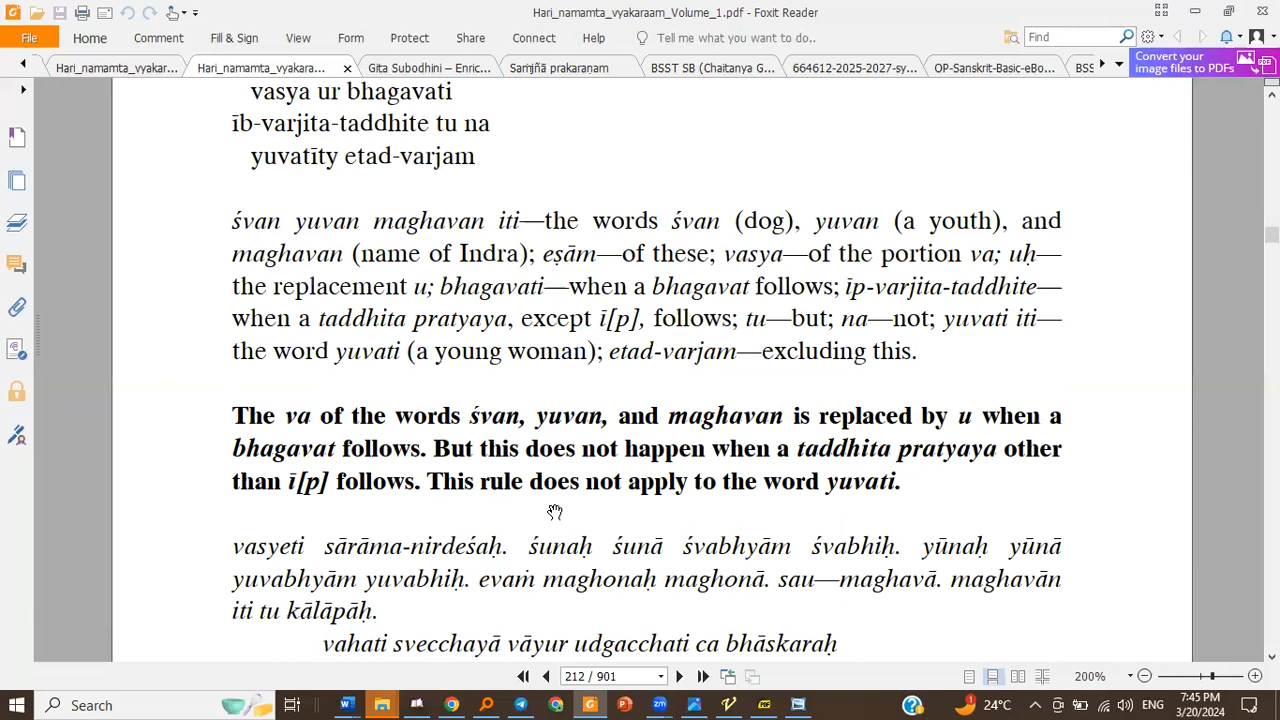 Hari_namamta_vyakaraam_Volume_1.pdf - Foxit Reader
File Home Comment Fill & Sign View Form Protect Share Connect Help Tell me what you want to do.. Find
Hari_namamta_vyakar... Hari_namamta_vyakara... Gita Subodhini – Enric... Saṁjñā prakaraṇam BSST SB (Chaitanya G... 664612-2025-2027-sy... OP-Sanskrit-Basic-eBo... BSS
Convert your
image files to PDFs
vasya ur bhagavati
īb-varjita-taddhite tu na
yuvatīty etad-varjam
śvan yuvan maghavan iti—the words śvan (dog), yuvan (a youth), and
maghavan (name of Indra); eṣām—of these; vasya—of the portion va; uḥ—
the replacement u; bhagavati—when a bhagavat follows; īp-varjita-taddhite—
when a taddhita pratyaya, except ī[p], follows; tu—but; na—not; yuvati iti—
the word yuvati (a young woman); etad-varjam—excluding this.
The va of the words śvan, yuvan, and maghavan is replaced by u when a
bhagavat follows. But this does not happen when a taddhita pratyaya other
than ī[p] follows. This rule does not apply to the word yuvati.
vasyeti sārāma-nirdeśaḥ. śunaḥ śunā śvabhyām śvabhiḥ. yūnaḥ yūnā
yuvabhyām yuvabhiḥ. evaṁ maghonaḥ maghonā. sau—maghavā. maghavān
iti tu kālāpāḥ.
vahati svecchayā vāyur udgacchati ca bhāskaraḥ
212 / 901 200%
Search 24°C ENG 7:45 PM
3/20/2024